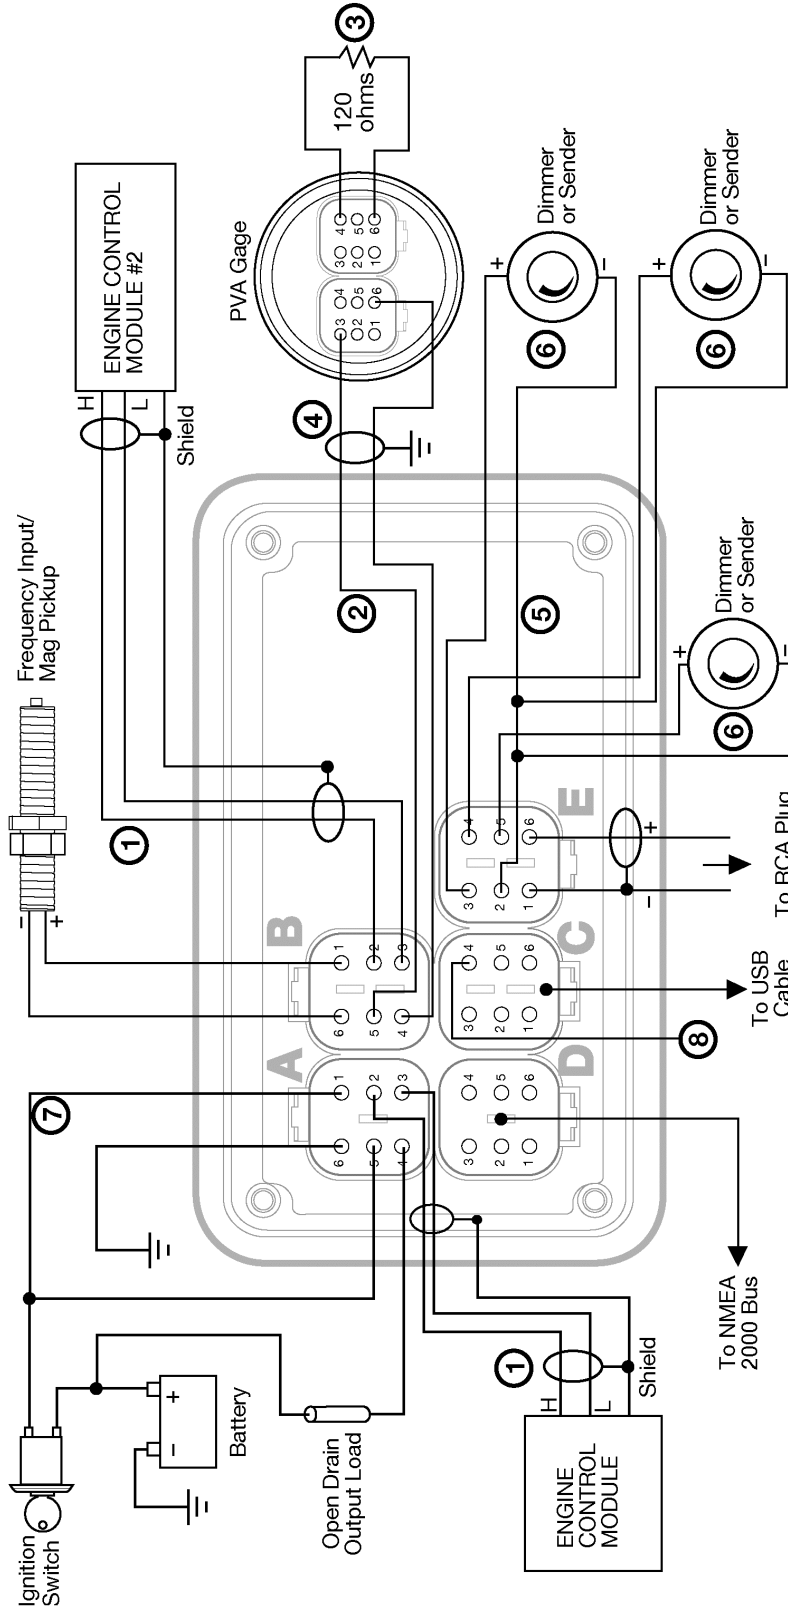 Ignition
Switch
+
–
Battery
Open Drain
Output Load
7
Frequency Input/
Mag Pickup
–
+
1
ENGINE CONTROL
MODULE #2
H
L
Shield
PVA Gage
3
2
1
4
5
6
3
2
1
4
5
6
120
ohms
3
4
2
A
6
5
4
1
2
3
B
6
5
4
1
2
3
D
3
2
1
4
5
6
C
3
2
1
4
5
6
E
3
2
1
4
5
6
5
+
–
Dimmer
or Sender
6
+
–
Dimmer
or Sender
6
+
–
Dimmer
or Sender
6
–
+
To RCA Plug
To USB
Cable
8
To NMEA
2000 Bus
1
H
L
Shield
ENGINE
CONTROL
MODULE